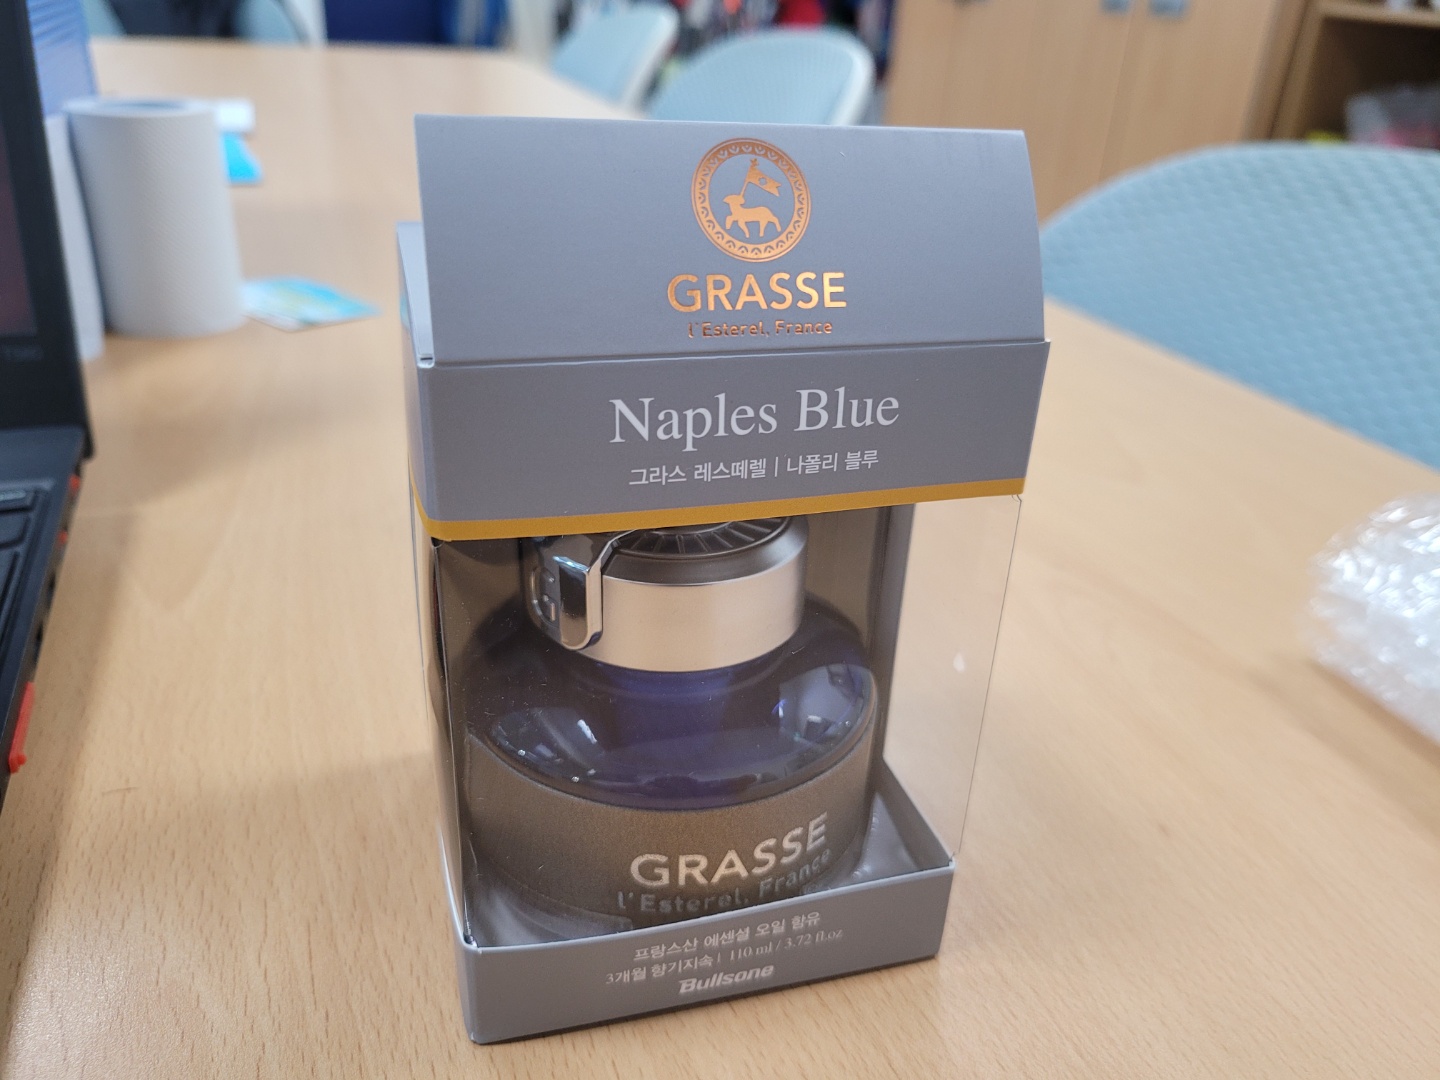 GRASSE
l'Esterel, France
Naples Blue
그라스 레스떼렐 | 나폴리 블루
G
GRASSE
l'Esterel, France
프랑스산 에센셜 오일 함유
3개월 향기지속 | 110 ml / 3.72 fl.oz
Bullsone